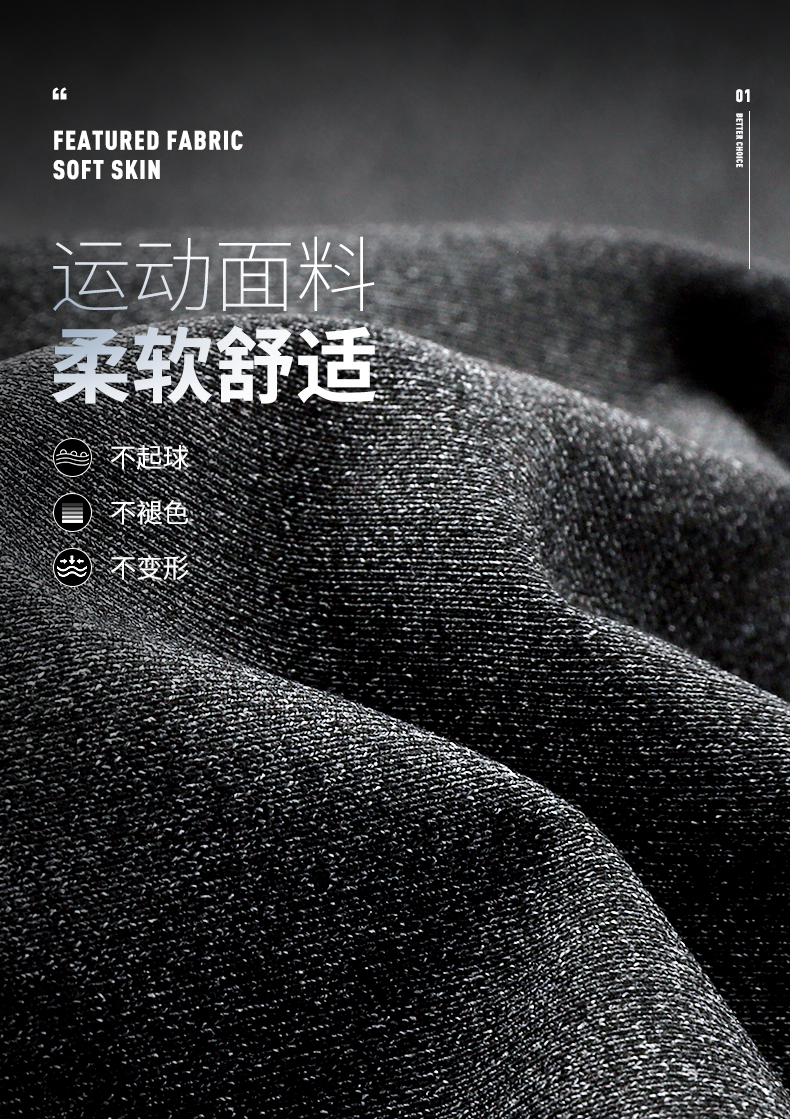 “
FEATURED FABRIC
SOFT SKIN
01
BETTER CHOICE
运动面料
柔软舒适
不起球
不褪色
不变形